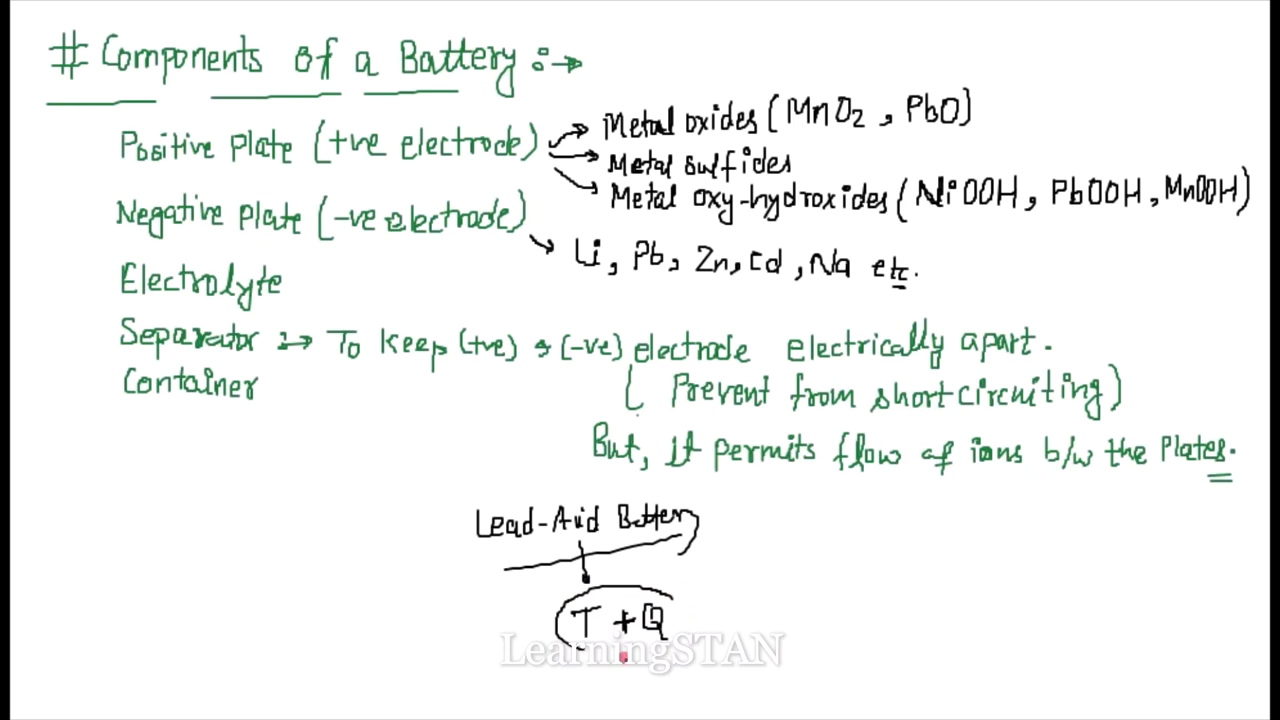 # Components of a Battery :→
Positive Plate (+ve electrode) → Metal oxides (MnO2, PbO)
→ Metal sulfides
→ Metal oxy-hydroxides (NiOOH, PbOOH, MnOOH)
Negative Plate (-ve electrode) → Li, Pb, Zn, Cd, Na etc.
Electrolyte
Separator :→ To keep (+ve) & (-ve) electrode electrically apart.
Container
( Prevent from short circuiting)
But, it permits flow of ions b/w the Plates.
Lead-Acid Battery
T + Q
LearningSTAN